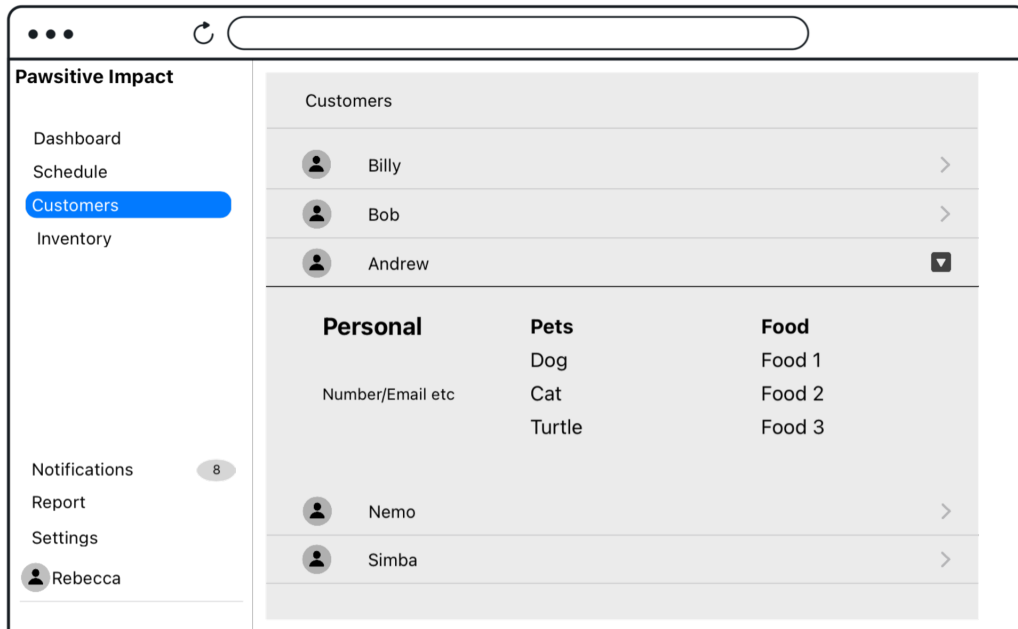 Pawsitive Impact
Dashboard
Schedule
Customers
Inventory
Notifications 8
Report
Settings
Rebecca
Customers
Billy
Bob
Andrew
Personal Pets Food
Dog Food 1
Number/Email etc Cat Food 2
Turtle Food 3
Nemo
Simba